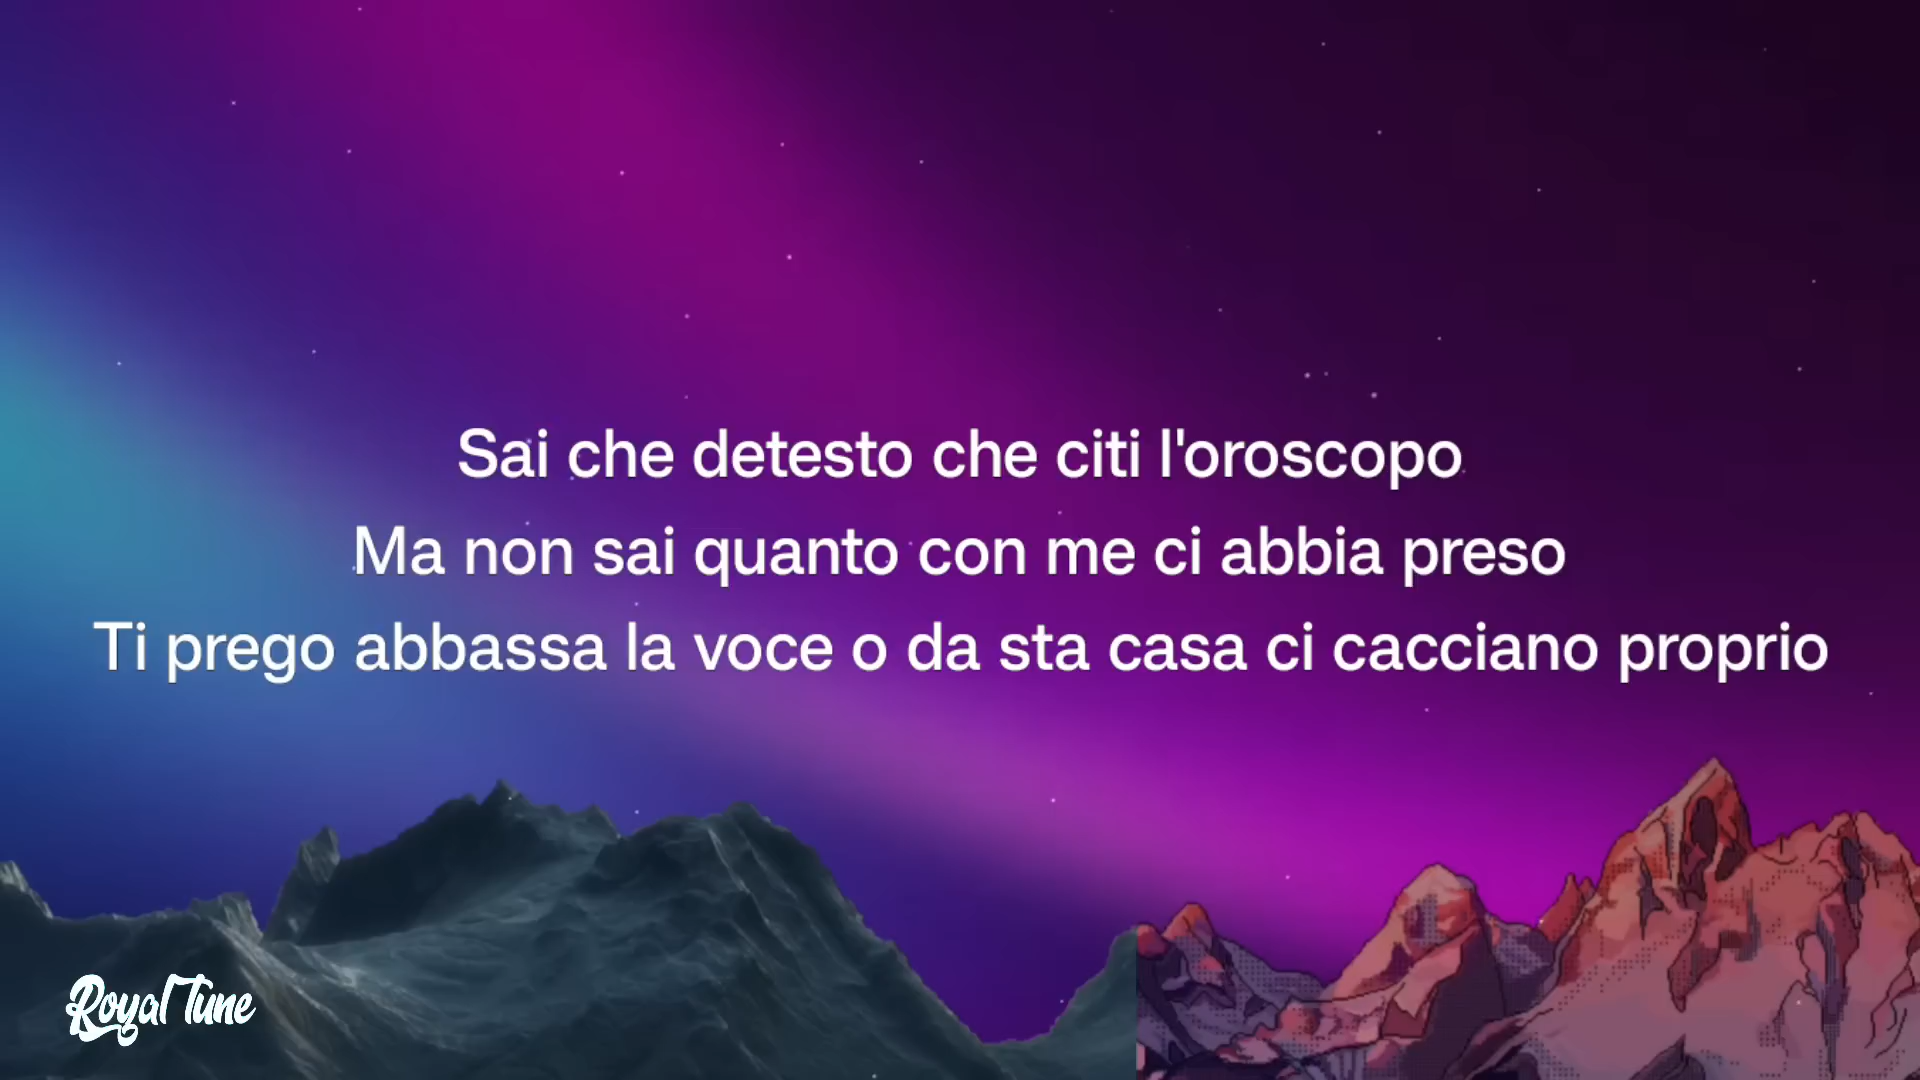 Sai che detesto che citi l'oroscopo
Ma non sai quanto con me ci abbia preso
Ti prego abbassa la voce o da sta casa ci cacciano proprio
Royal Tune